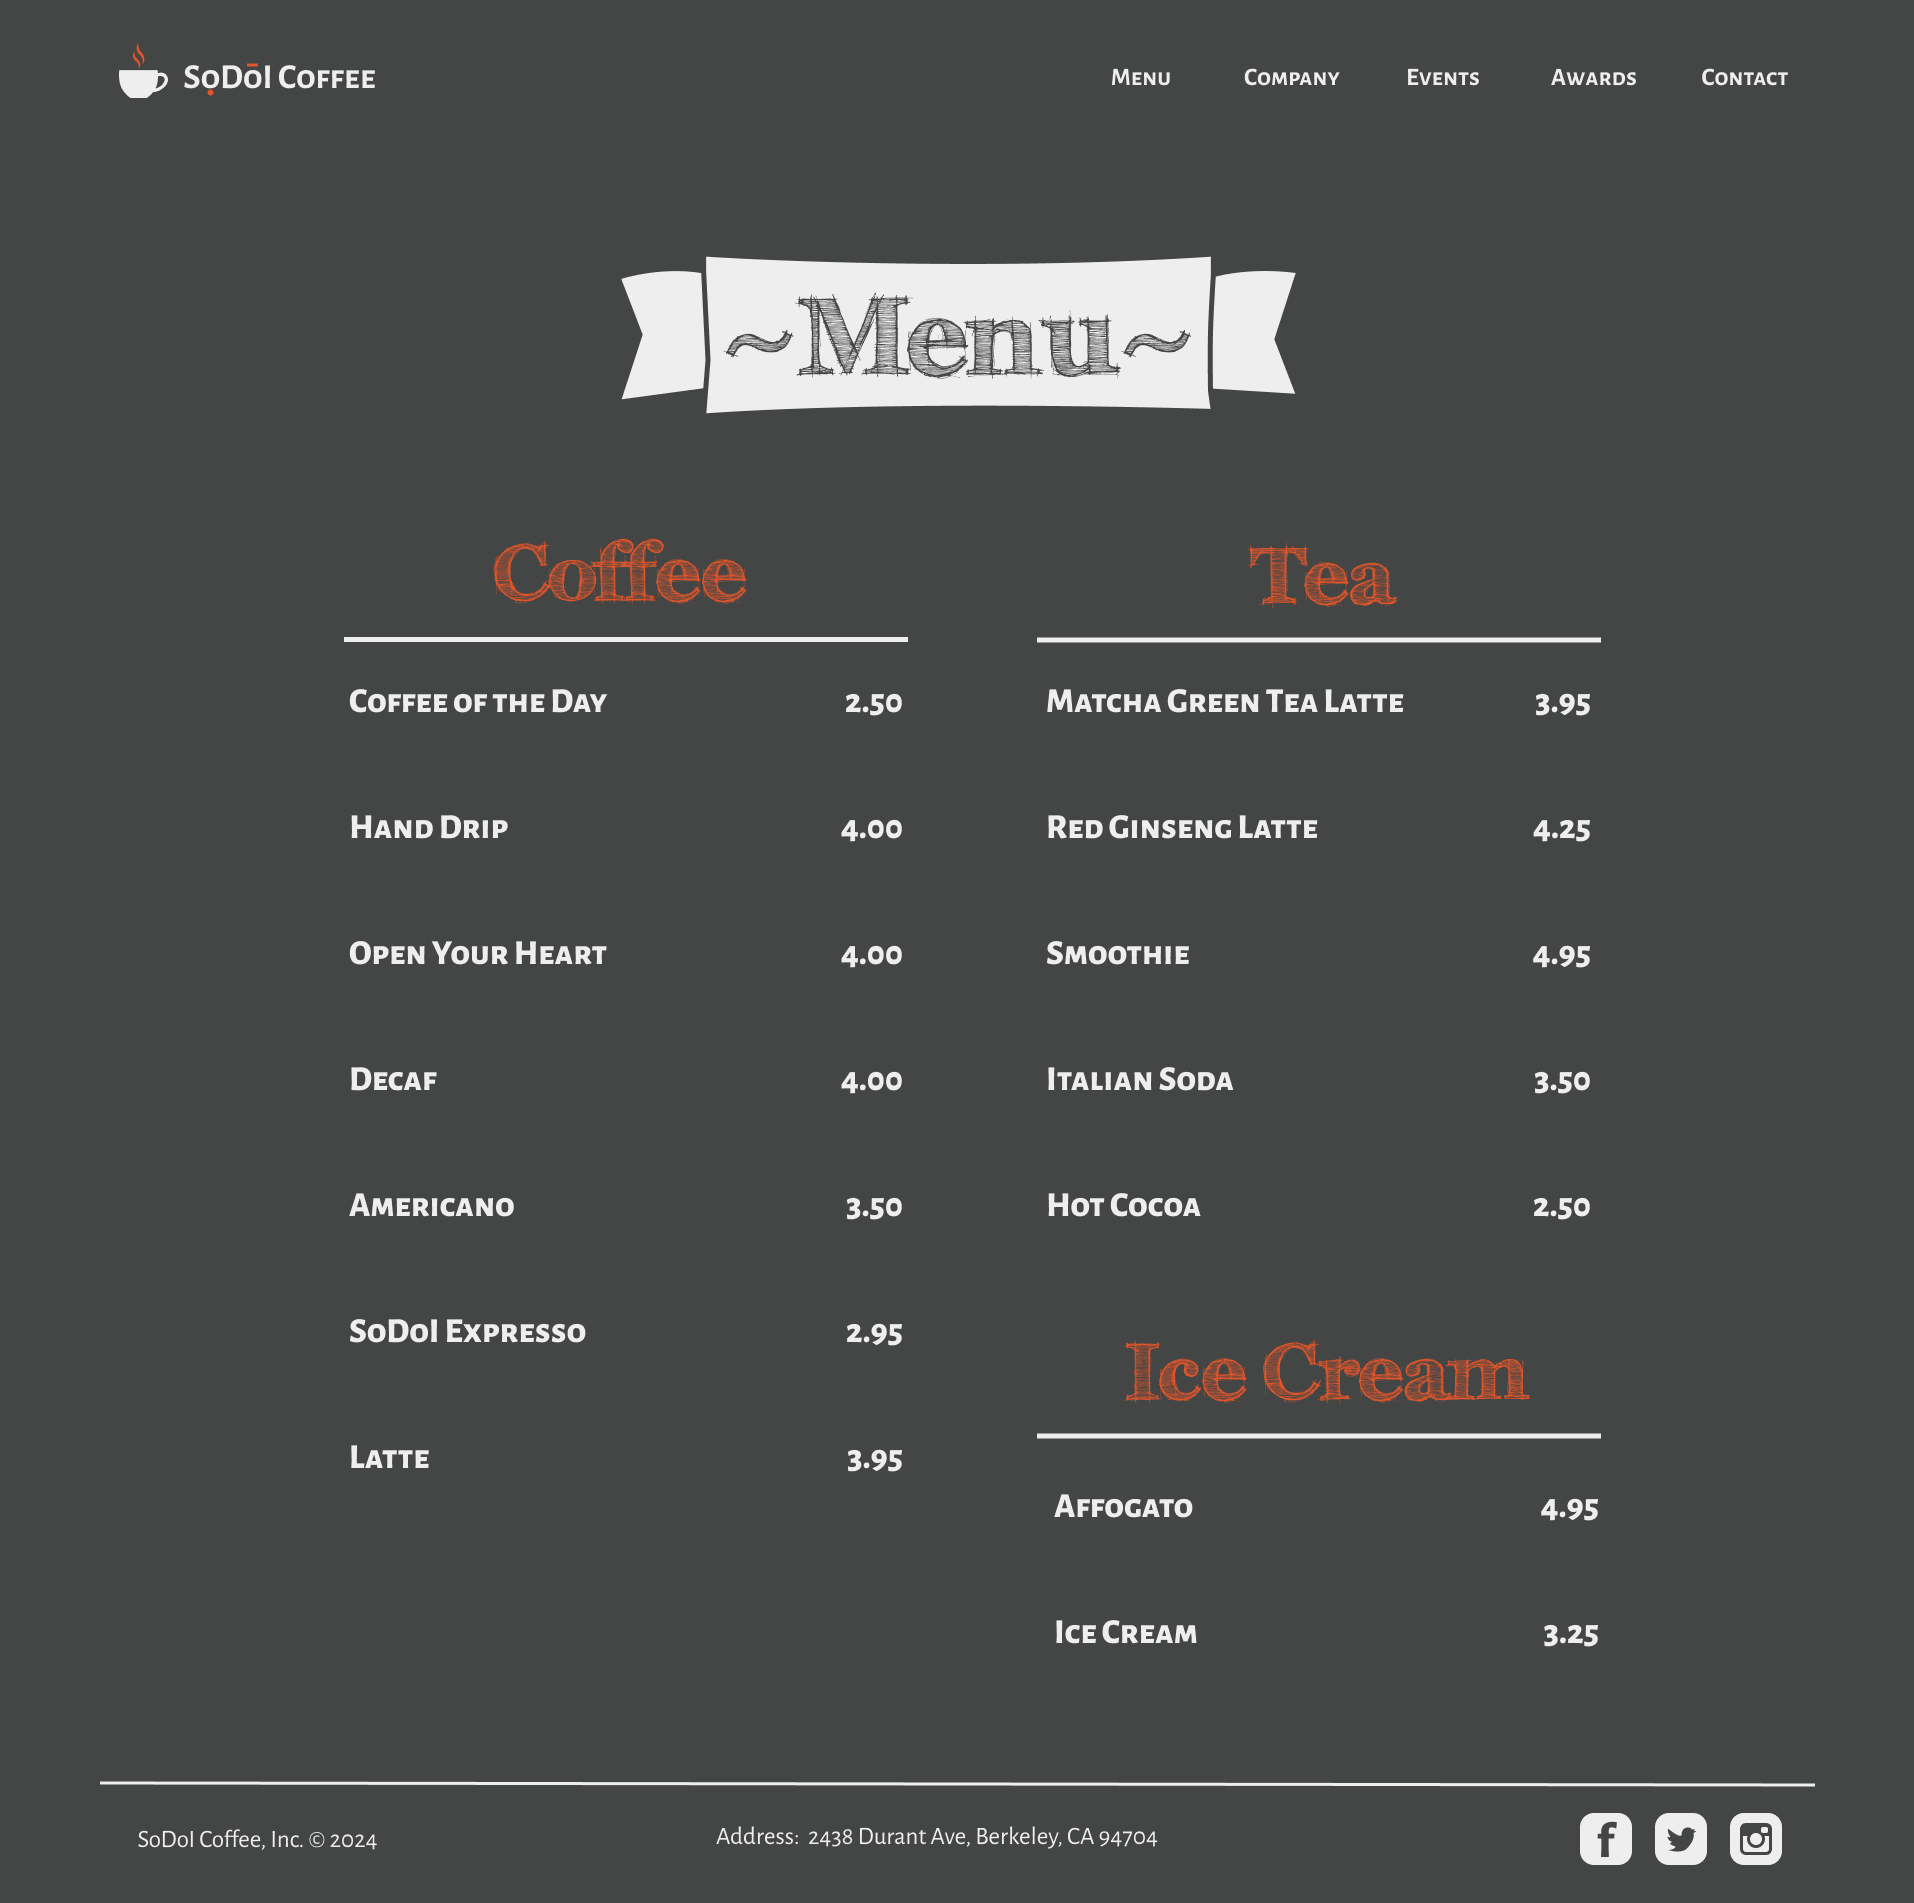 SọDōI Coffee
Menu Company Events Awards Contact
~Menu~
Coffee
Coffee of the Day 2.50
Hand Drip 4.00
Open Your Heart 4.00
Decaf 4.00
Americano 3.50
SoDoI Expresso 2.95
Latte 3.95
Tea
Matcha Green Tea Latte 3.95
Red Ginseng Latte 4.25
Smoothie 4.95
Italian Soda 3.50
Hot Cocoa 2.50
Ice Cream
Affogato 4.95
Ice Cream 3.25
SoDoI Coffee, Inc. © 2024
Address: 2438 Durant Ave, Berkeley, CA 94704